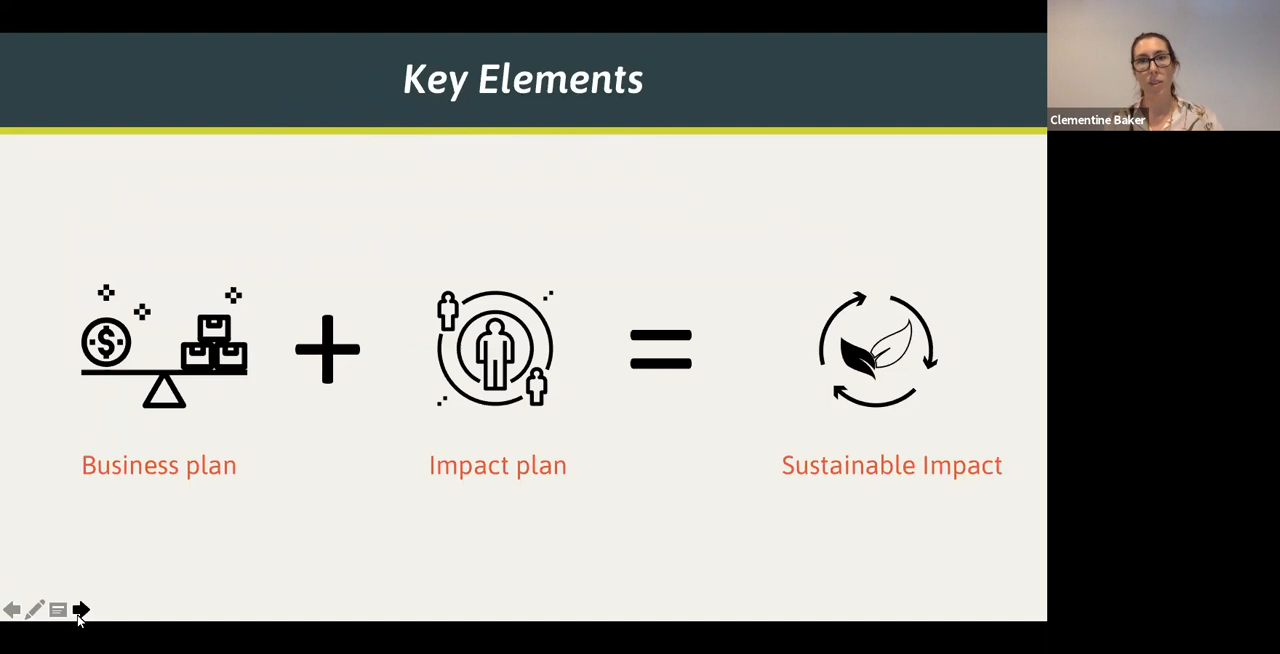 Key Elements
Clementine Baker
$
Business plan
Impact plan
Sustainable Impact